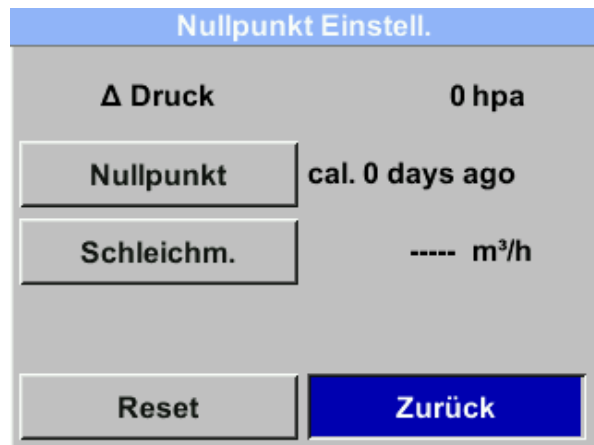 Nullpunkt Einstell.
Δ Druck 0 hpa
Nullpunkt cal. 0 days ago
Schleichm. ----- m³/h
Reset Zurück